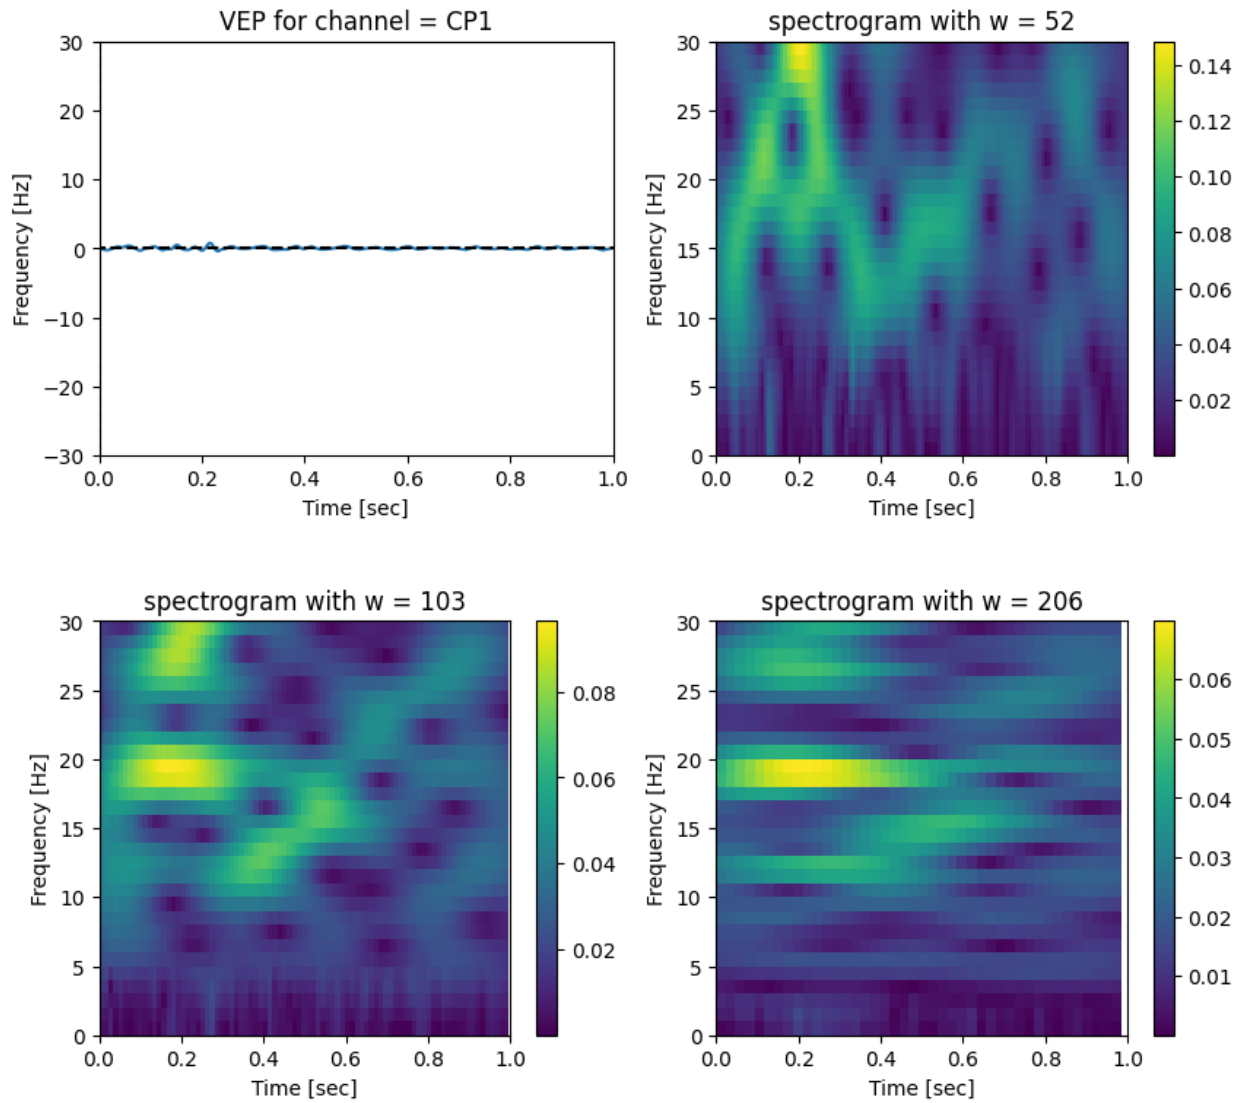 VEP for channel = CP1
30
20
10
0
−10
−20
−30
Frequency [Hz]
0.0 0.2 0.4 0.6 0.8 1.0
Time [sec]
spectrogram with w = 52
30
25
20
15
10
5
0
Frequency [Hz]
0.0 0.2 0.4 0.6 0.8 1.0
Time [sec]
0.14
0.12
0.10
0.08
0.06
0.04
0.02
spectrogram with w = 103
30
25
20
15
10
5
0
Frequency [Hz]
0.0 0.2 0.4 0.6 0.8 1.0
Time [sec]
0.08
0.06
0.04
0.02
spectrogram with w = 206
30
25
20
15
10
5
0
Frequency [Hz]
0.0 0.2 0.4 0.6 0.8 1.0
Time [sec]
0.06
0.05
0.04
0.03
0.02
0.01